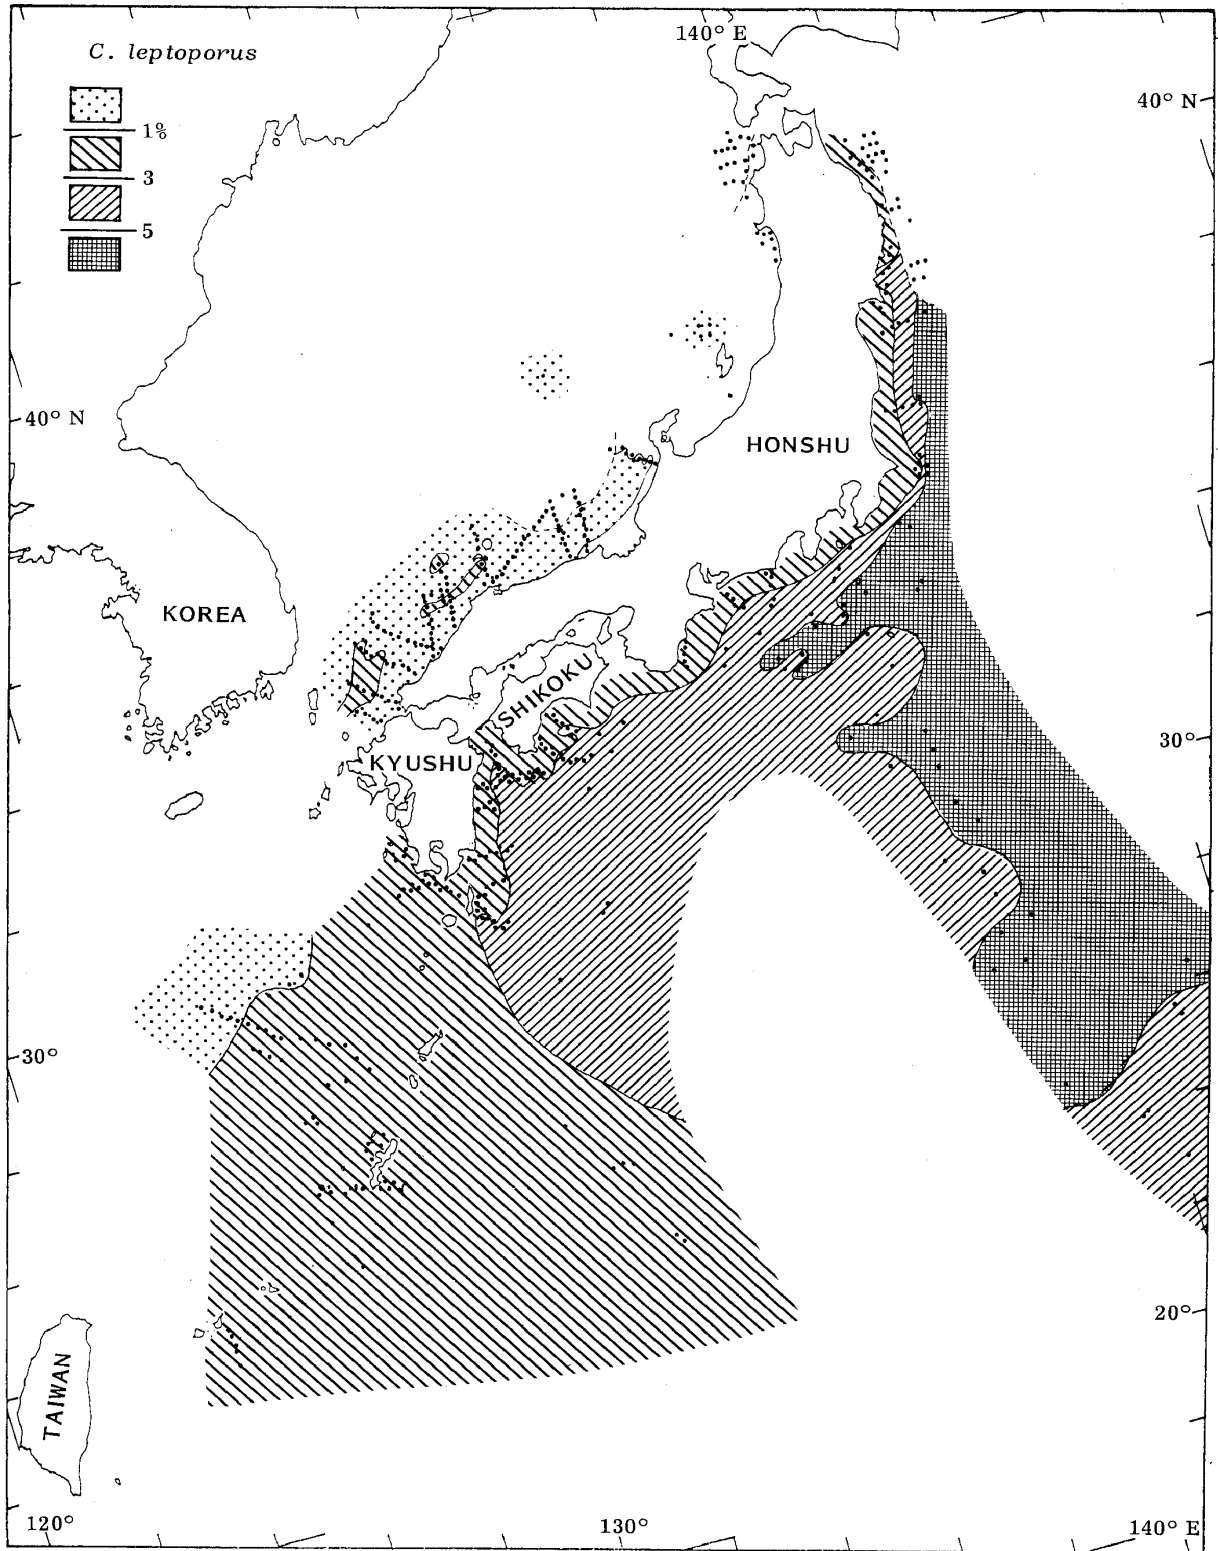 140° E
C. leptoporus
40° N
1%
3
5
40° N
HONSHU
KOREA
SHIKOKU
30°
KYUSHU
30°
20°
TAIWAN
120°
130°
140° E